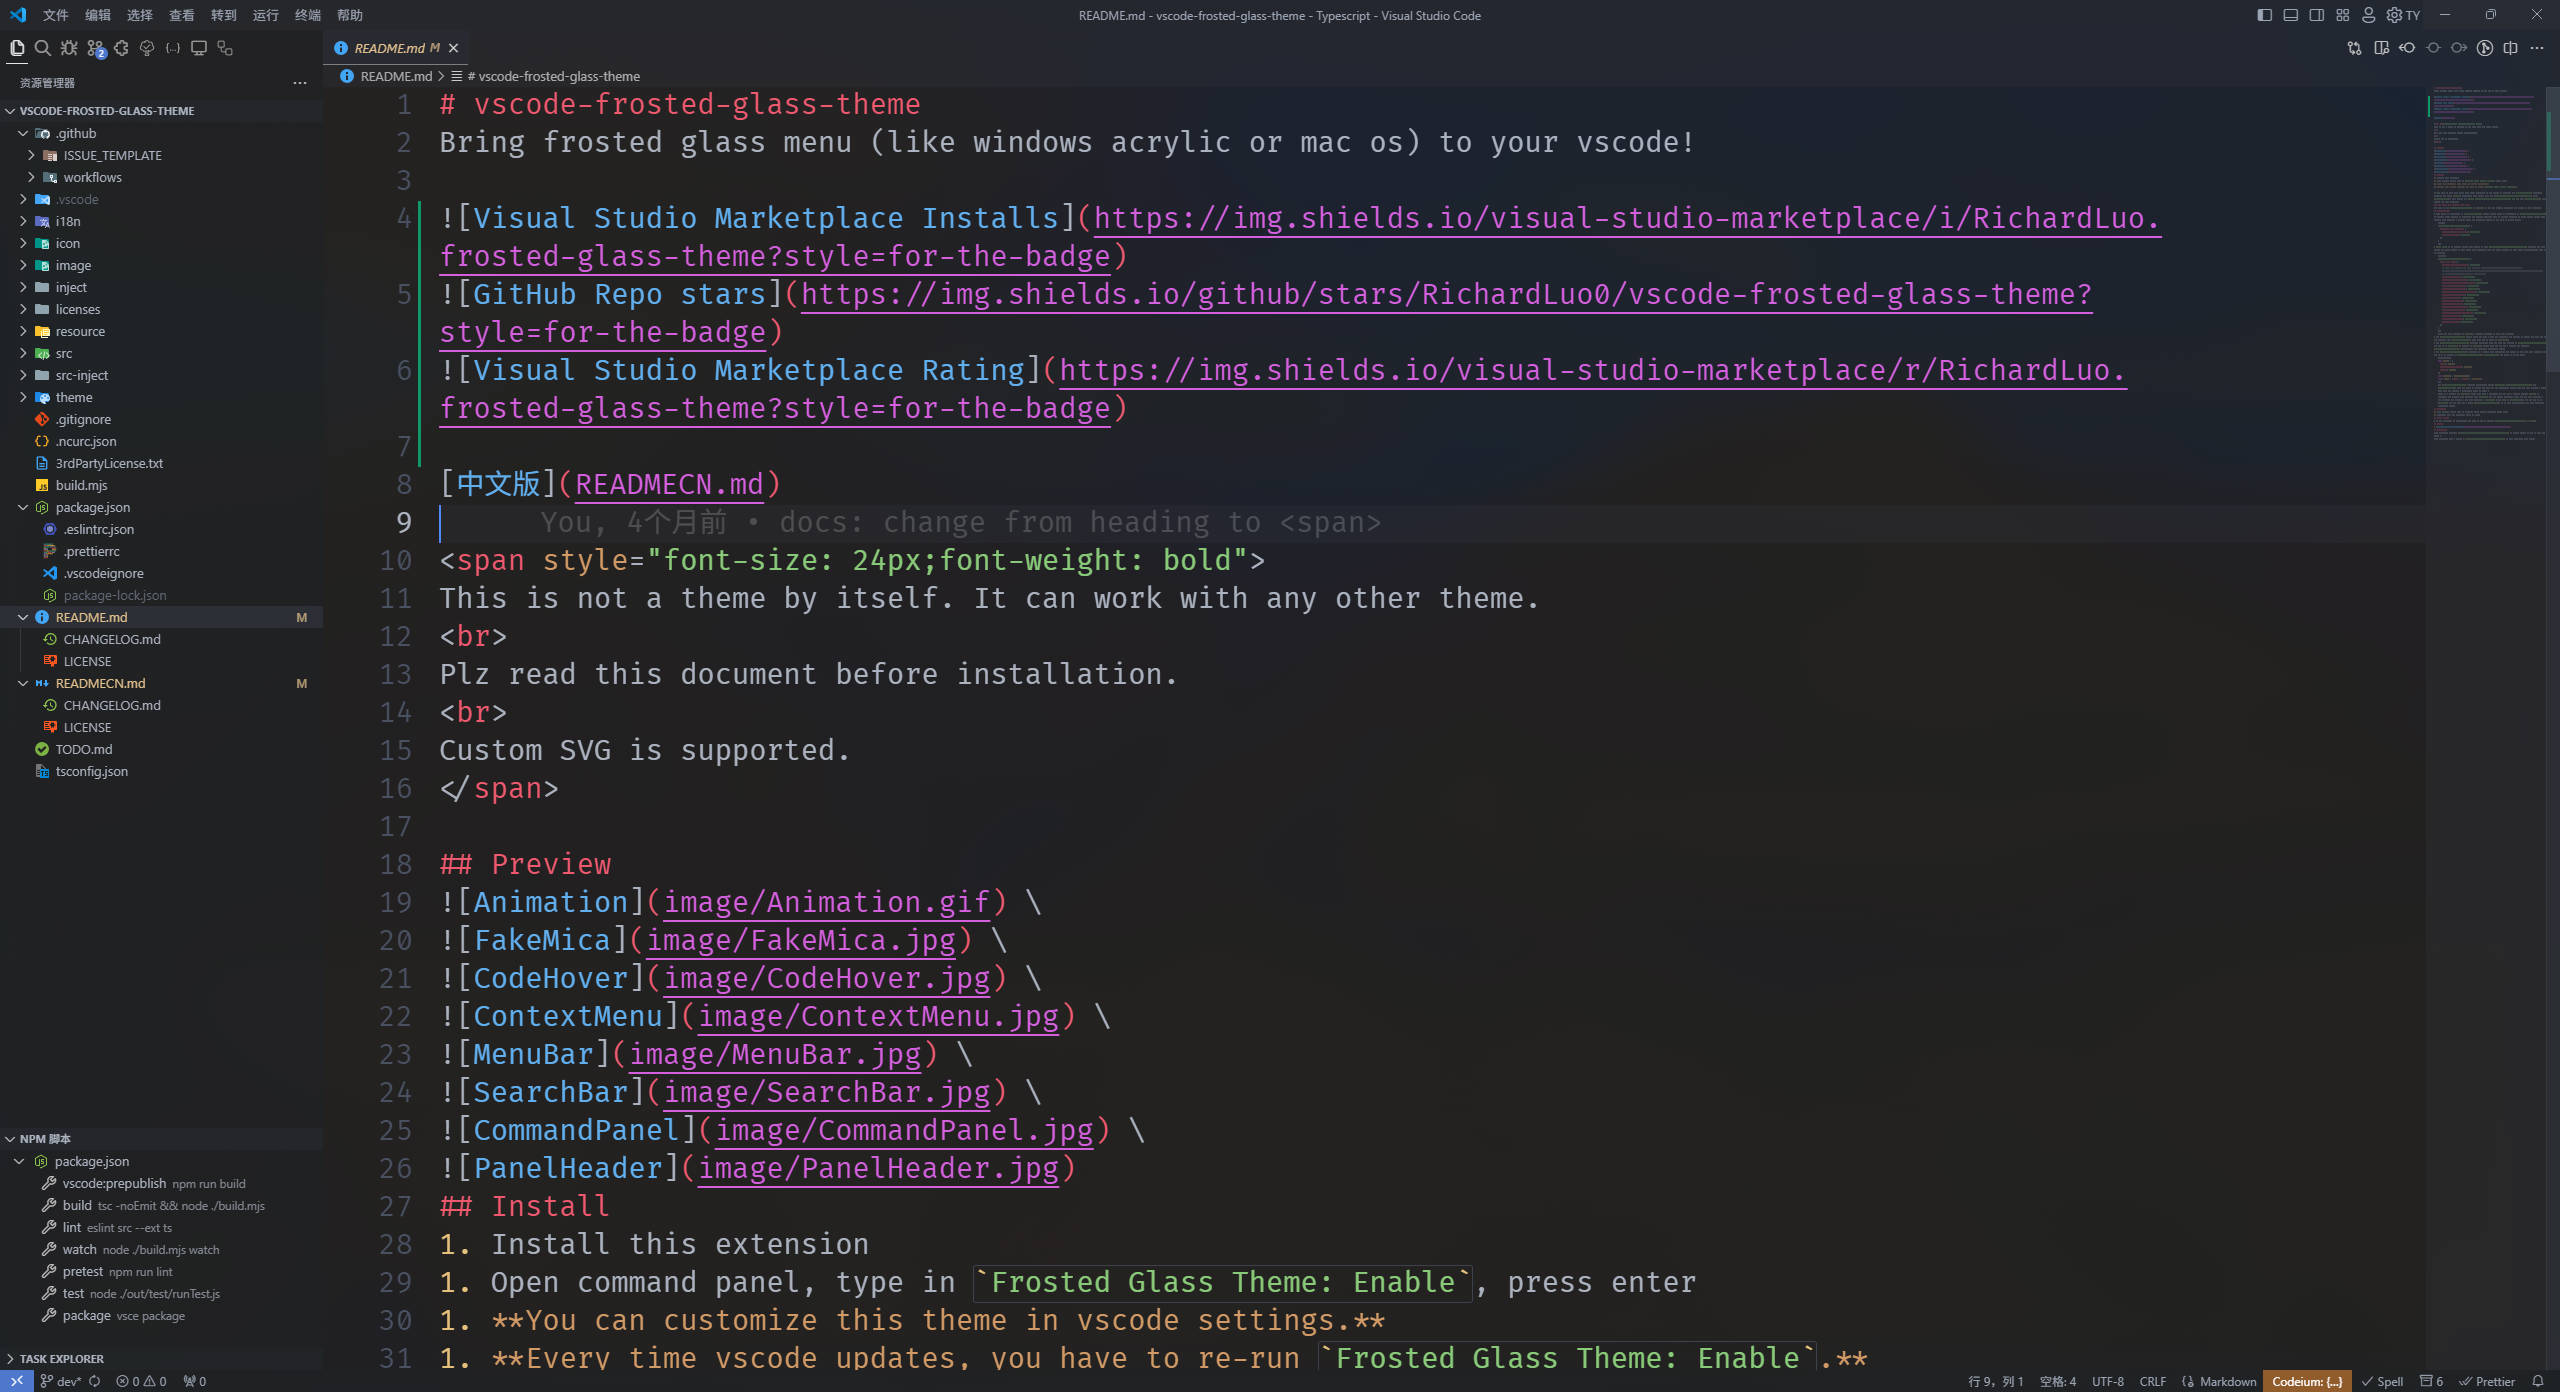 文件 编辑 选择 查看 转到 运行 终端 帮助
README.md - vscode-frosted-glass-theme - Typescript - Visual Studio Code
TY
2
资源管理器
VSCODE-FROSTED-GLASS-THEME
.github
ISSUE_TEMPLATE
workflows
.vscode
i18n
icon
image
inject
licenses
resource
src
src-inject
theme
.gitignore
.ncurc.json
3rdPartyLicense.txt
build.mjs
package.json
.eslintrc.json
.prettierrc
.vscodeignore
package-lock.json
README.md M
CHANGELOG.md
LICENSE
READMECN.md M
CHANGELOG.md
LICENSE
TODO.md
tsconfig.json
NPM 脚本
package.json
vscode:prepublish npm run build
build tsc -noEmit && node ./build.mjs
lint eslint src --ext ts
watch node ./build.mjs watch
pretest npm run lint
test node ./out/test/runTest.js
package vsce package
TASK EXPLORER
README.md M
README.md > # vscode-frosted-glass-theme
1 # vscode-frosted-glass-theme
2 Bring frosted glass menu (like windows acrylic or mac os) to your vscode!
3
4 ![Visual Studio Marketplace Installs](https://img.shields.io/visual-studio-marketplace/i/RichardLuo.
frosted-glass-theme?style=for-the-badge)
5 ![GitHub Repo stars](https://img.shields.io/github/stars/RichardLuo0/vscode-frosted-glass-theme?
style=for-the-badge)
6 ![Visual Studio Marketplace Rating](https://img.shields.io/visual-studio-marketplace/r/RichardLuo.
frosted-glass-theme?style=for-the-badge)
7
8 [中文版](READMECN.md)
9 You, 4个月前 • docs: change from heading to <span>
10 <span style="font-size: 24px;font-weight: bold">
11 This is not a theme by itself. It can work with any other theme.
12 <br>
13 Plz read this document before installation.
14 <br>
15 Custom SVG is supported.
16 </span>
17
18 ## Preview
19 ![Animation](image/Animation.gif) \
20 ![FakeMica](image/FakeMica.jpg) \
21 ![CodeHover](image/CodeHover.jpg) \
22 ![ContextMenu](image/ContextMenu.jpg) \
23 ![MenuBar](image/MenuBar.jpg) \
24 ![SearchBar](image/SearchBar.jpg) \
25 ![CommandPanel](image/CommandPanel.jpg) \
26 ![PanelHeader](image/PanelHeader.jpg)
27 ## Install
28 1. Install this extension
29 1. Open command panel, type in `Frosted Glass Theme: Enable`, press enter
30 1. **You can customize this theme in vscode settings.**
31 1. **Every time vscode updates, you have to re-run `Frosted Glass Theme: Enable`.**
dev* 0 0 0
行 9，列 1 空格: 4 UTF-8 CRLF Markdown Codeium: {...} Spell 6 Prettier